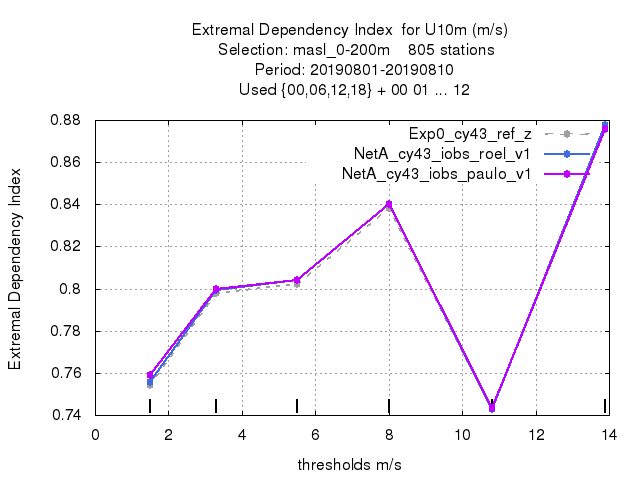 Extremal Dependency Index  for U10m (m/s)
Selection: masl_0-200m    805 stations
Period: 20190801-20190810
Used {00,06,12,18} + 00 01 ... 12
Extremal Dependency Index
0.88
0.86
0.84
0.82
0.8
0.78
0.76
0.74
Exp0_cy43_ref_z
NetA_cy43_iobs_roel_v1
NetA_cy43_iobs_paulo_v1
0 2 4 6 8 10 12 14
thresholds m/s